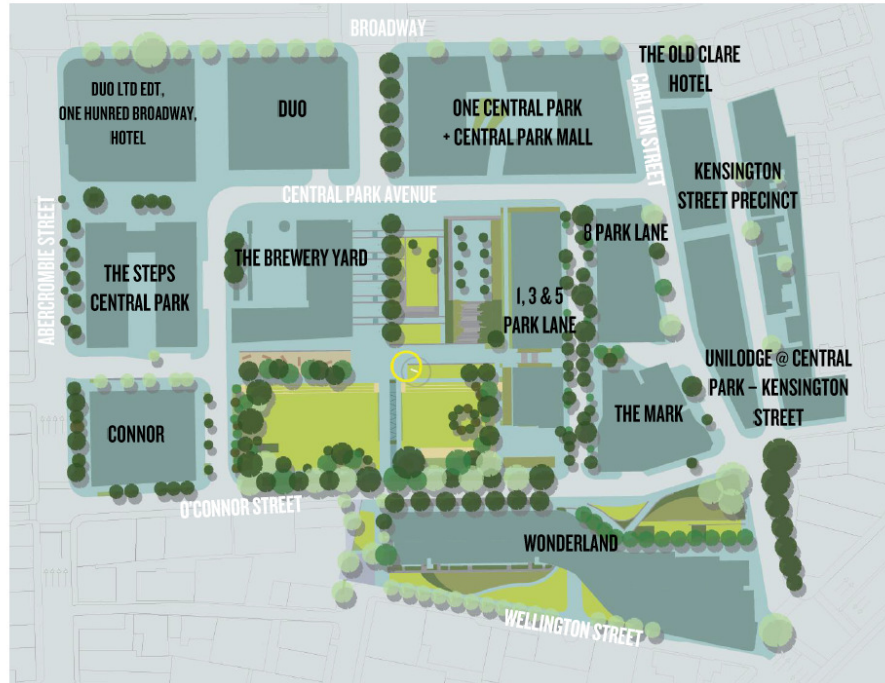 BROADWAY
DUO LTD EDT,
ONE HUNRED BROADWAY,
HOTEL
DUO
ONE CENTRAL PARK
+ CENTRAL PARK MALL
THE OLD CLARE
HOTEL
CARLTON STREET
KENSINGTON
STREET PRECINCT
CENTRAL PARK AVENUE
ABERCROMBIE STREET
THE STEPS
CENTRAL PARK
THE BREWERY YARD
1, 3 & 5
PARK LANE
8 PARK LANE
UNILODGE @ CENTRAL
PARK – KENSINGTON
STREET
THE MARK
CONNOR
O'CONNOR STREET
WONDERLAND
WELLINGTON STREET